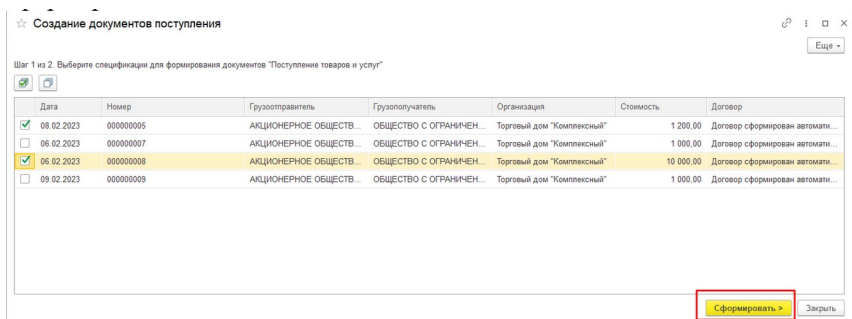 Создание документов поступления
Еще
Шаг 1 из 2. Выберите спецификации для формирования документов "Поступление товаров и услуг"
Дата Номер Грузоотправитель Грузополучатель Организация Стоимость Договор
08.02.2023 000000005 АКЦИОНЕРНОЕ ОБЩЕСТВ... ОБЩЕСТВО С ОГРАНИЧЕН... Торговый дом "Комплексный" 1 200,00 Договор сформирован автомати...
06.02.2023 000000007 АКЦИОНЕРНОЕ ОБЩЕСТВ... ОБЩЕСТВО С ОГРАНИЧЕН... Торговый дом "Комплексный" 1 000,00 Договор сформирован автомати...
06.02.2023 000000008 АКЦИОНЕРНОЕ ОБЩЕСТВ... ОБЩЕСТВО С ОГРАНИЧЕН... Торговый дом "Комплексный" 10 000,00 Договор сформирован автомати...
09.02.2023 000000009 АКЦИОНЕРНОЕ ОБЩЕСТВ... ОБЩЕСТВО С ОГРАНИЧЕН... Торговый дом "Комплексный" 1 000,00 Договор сформирован автомати...
Сформировать > Закрыть